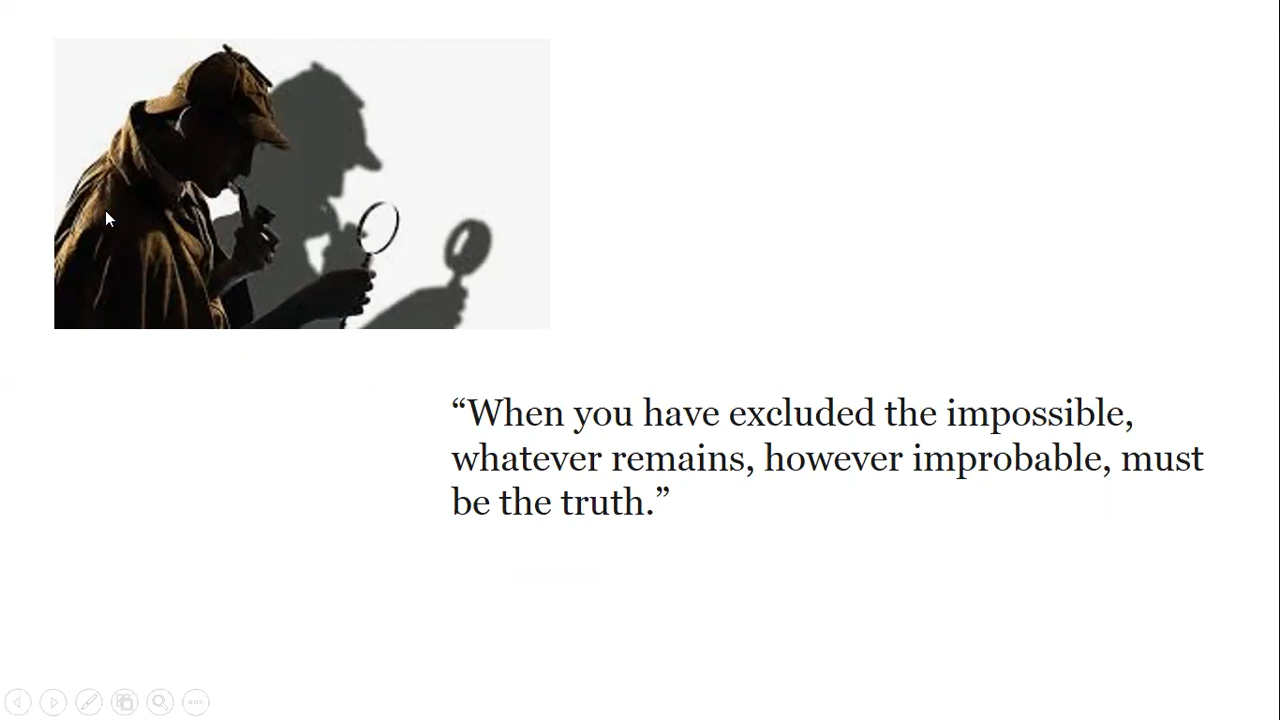 “When you have excluded the impossible,
whatever remains, however improbable, must
be the truth.”